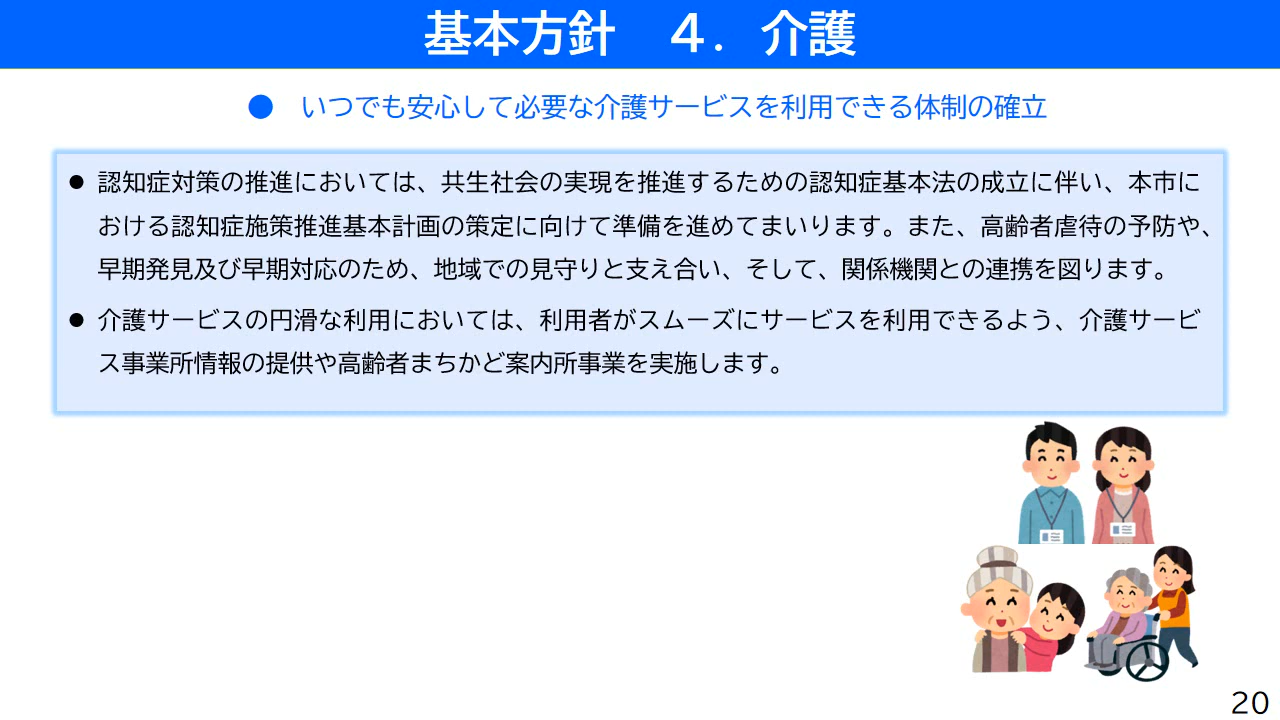 基本方針　４．介護
●　いつでも安心して必要な介護サービスを利用できる体制の確立
● 認知症対策の推進においては、共生社会の実現を推進するための認知症基本法の成立に伴い、本市に
おける認知症施策推進基本計画の策定に向けて準備を進めてまいります。また、高齢者虐待の予防や、
早期発見及び早期対応のため、地域での見守りと支え合い、そして、関係機関との連携を図ります。
● 介護サービスの円滑な利用においては、利用者がスムーズにサービスを利用できるよう、介護サービ
ス事業所情報の提供や高齢者まちかど案内所事業を実施します。
20